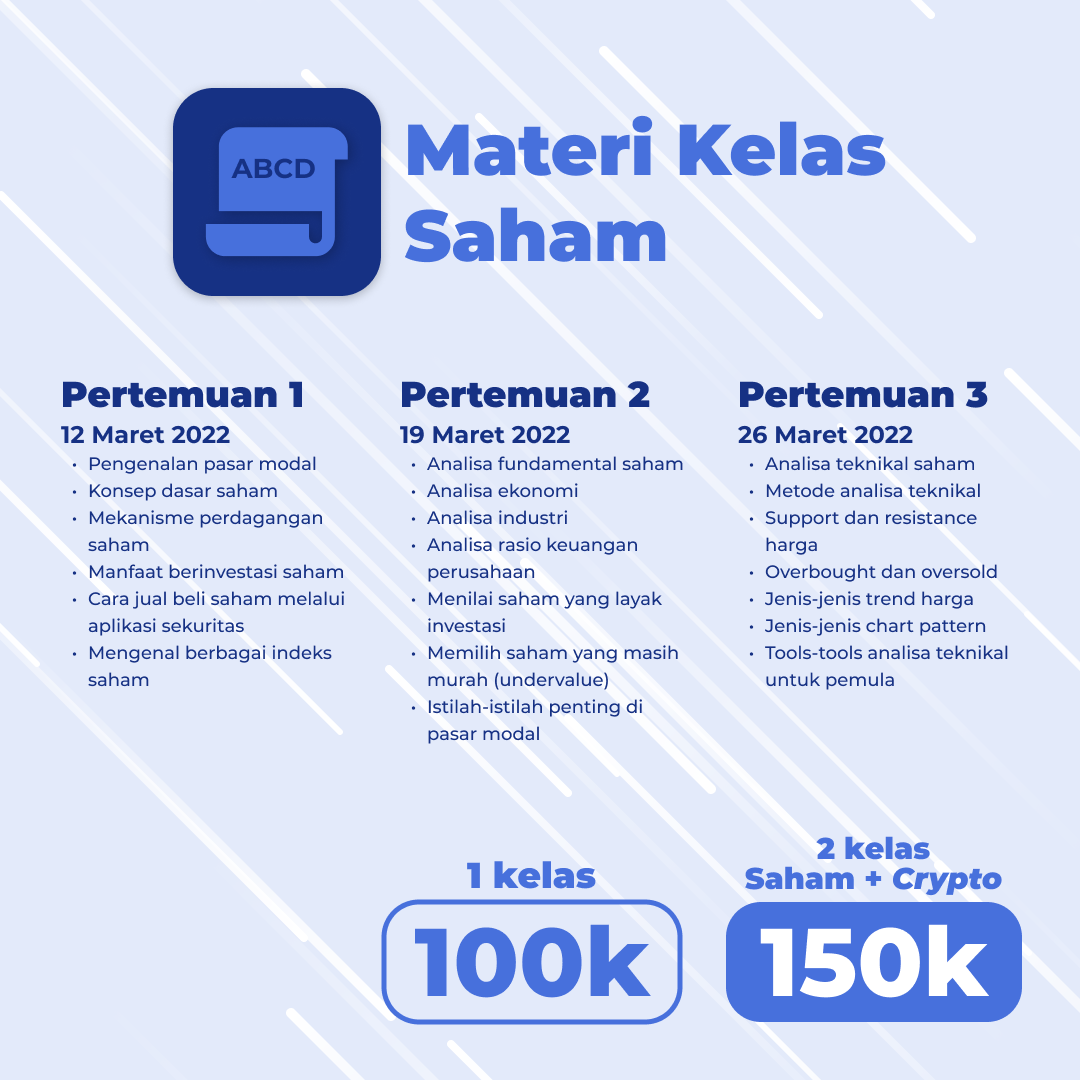 ABCD
Materi Kelas
Saham
Pertemuan 1
12 Maret 2022
• Pengenalan pasar modal
• Konsep dasar saham
• Mekanisme perdagangan
saham
• Manfaat berinvestasi saham
• Cara jual beli saham melalui
aplikasi sekuritas
• Mengenal berbagai indeks
saham
Pertemuan 2
19 Maret 2022
• Analisa fundamental saham
• Analisa ekonomi
• Analisa industri
• Analisa rasio keuangan
perusahaan
• Menilai saham yang layak
investasi
• Memilih saham yang masih
murah (undervalue)
• Istilah-istilah penting di
pasar modal
Pertemuan 3
26 Maret 2022
• Analisa teknikal saham
• Metode analisa teknikal
• Support dan resistance
harga
• Overbought dan oversold
• Jenis-jenis trend harga
• Jenis-jenis chart pattern
• Tools-tools analisa teknikal
untuk pemula
1 kelas
100k
2 kelas
Saham + Crypto
150k